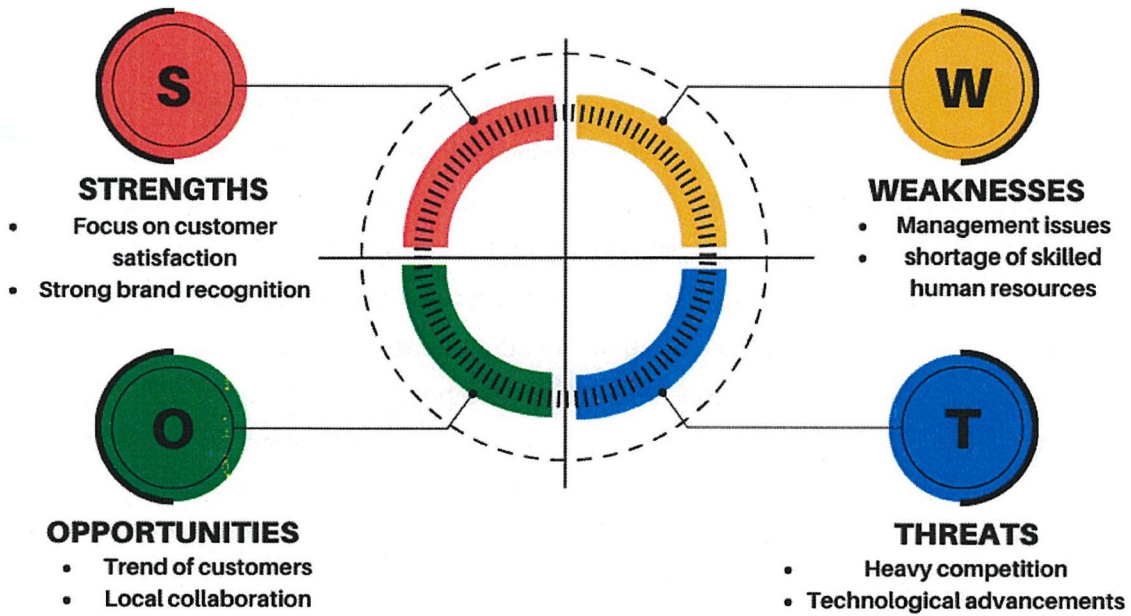 S
STRENGTHS
• Focus on customer
satisfaction
• Strong brand recognition
W
WEAKNESSES
• Management issues
• shortage of skilled
human resources
O
OPPORTUNITIES
• Trend of customers
• Local collaboration
T
THREATS
• Heavy competition
• Technological advancements